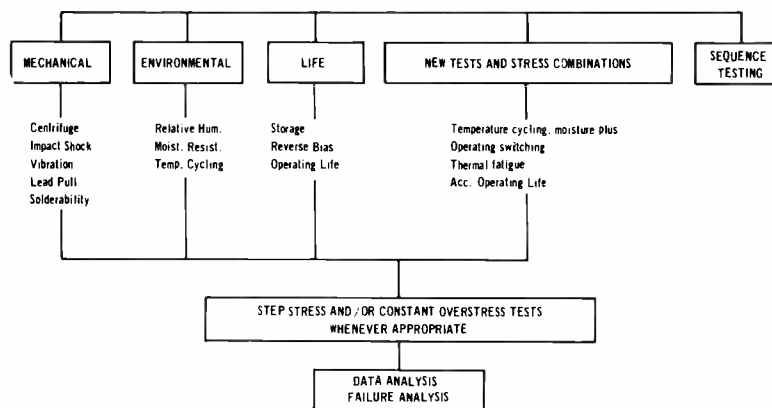 MECHANICAL
Centrifuge
Impact Shock
Vibration
Lead Pull
Solderability
ENVIRONMENTAL
Relative Hum.
Moist. Resist.
Temp. Cycling
LIFE
Storage
Reverse Bias
Operating Life
NEW TESTS AND STRESS COMBINATIONS
Temperature cycling, moisture plus
Operating switching
Thermal fatigue
Acc. Operating Life
SEQUENCE
TESTING
STEP STRESS AND/OR CONSTANT OVERSTRESS TESTS
WHENEVER APPROPRIATE
DATA ANALYSIS
FAILURE ANALYSIS